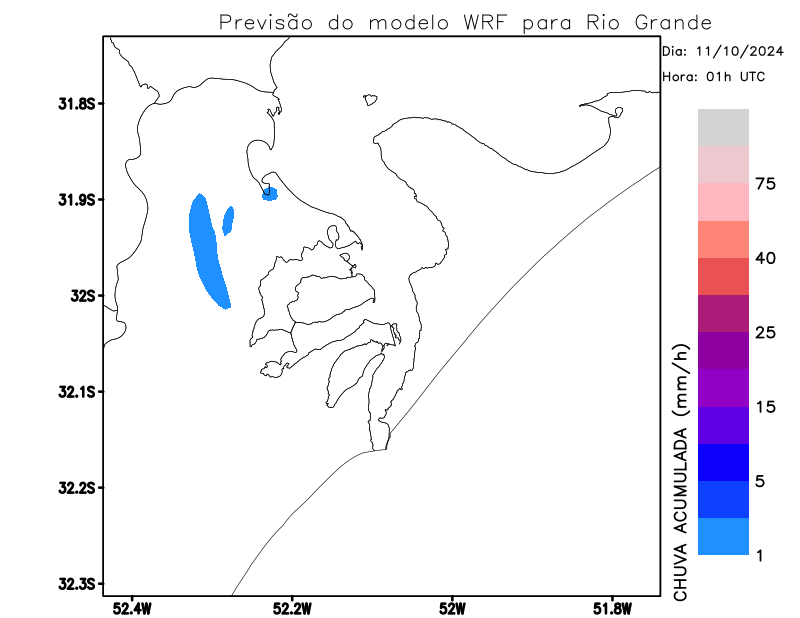 Previsão do modelo WRF para Rio Grande
Dia: 11/10/2024
Hora: 01h UTC
31.8S
31.9S
32S
32.1S
32.2S
32.3S
52.4W
52.2W
52W
51.8W
75
40
25
15
5
1
CHUVA ACUMULADA (mm/h)